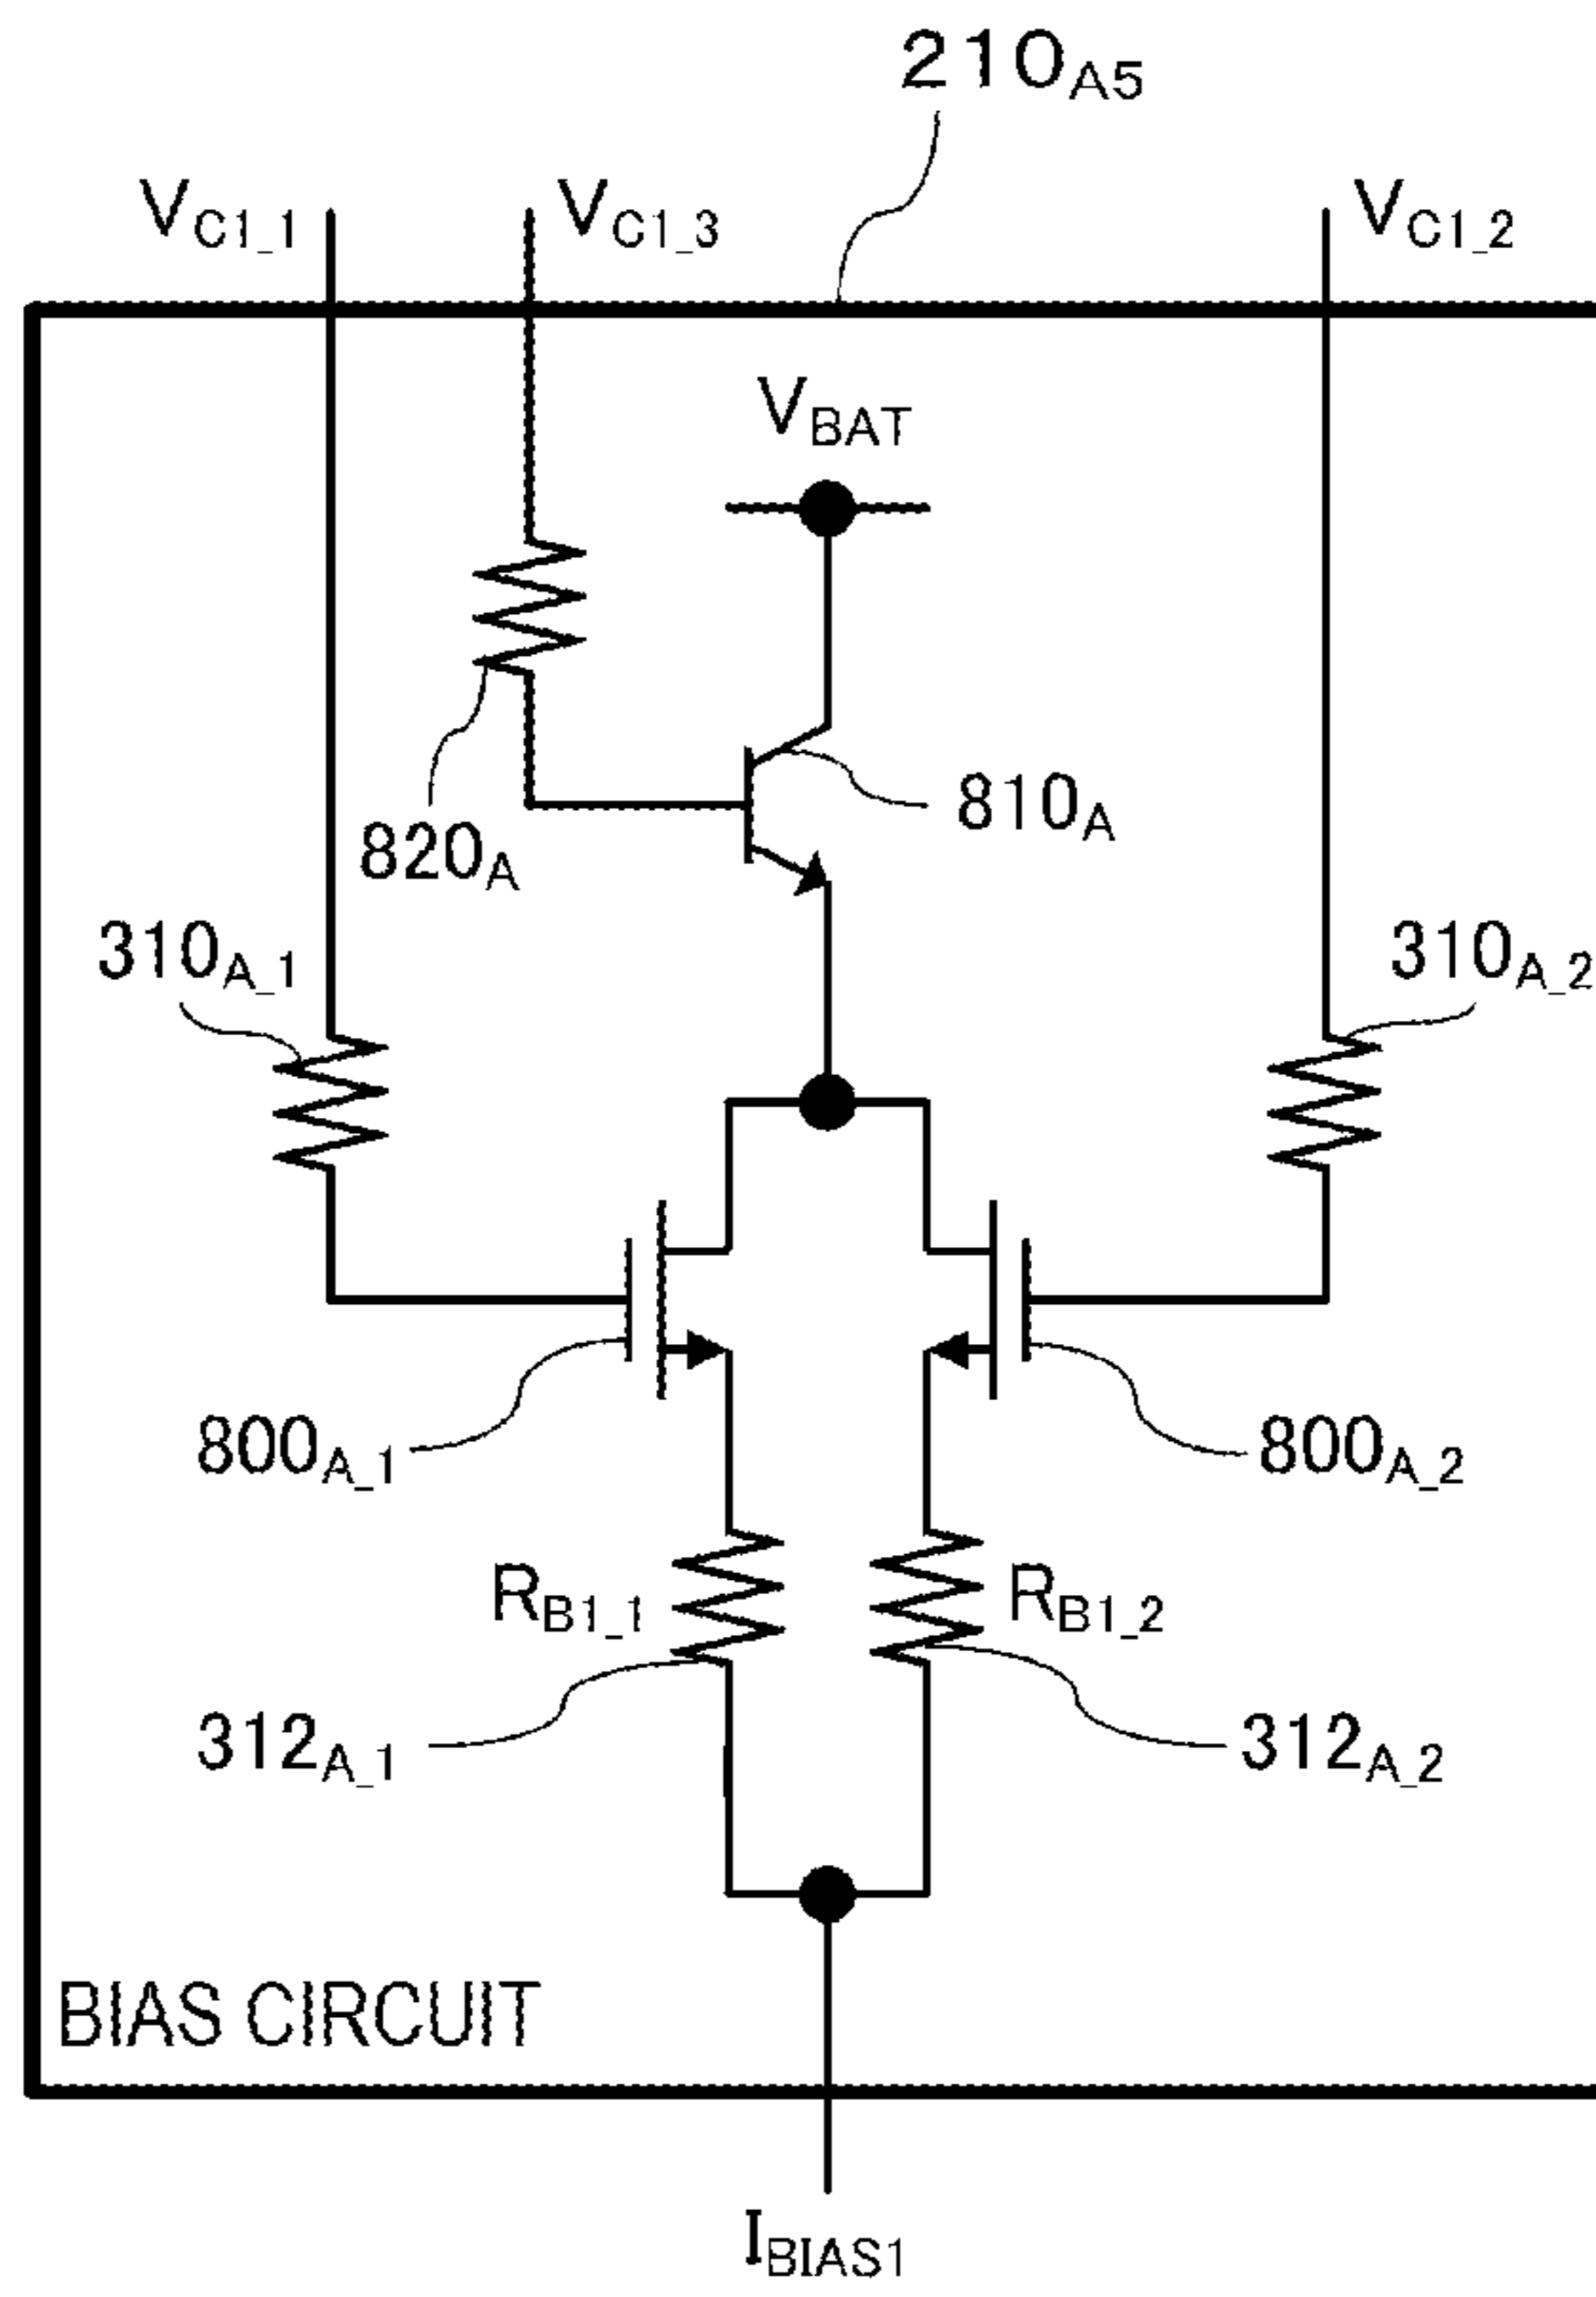 210A5
VC1_1
VC1_3
VC1_2
VBAT
810A
820A
310A_1
310A_2
800A_1
800A_2
RB1_1
RB1_2
312A_1
312A_2
BIAS CIRCUIT
IBIAS1